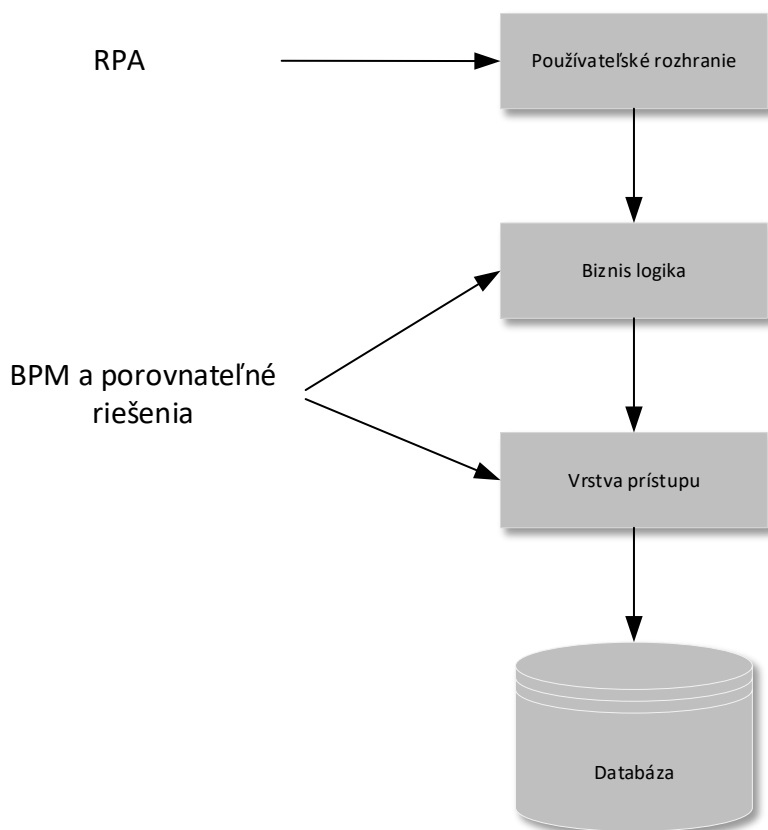 RPA
Používateľské rozhranie
Biznis logika
BPM a porovnateľné
riešenia
Vrstva prístupu
Databáza